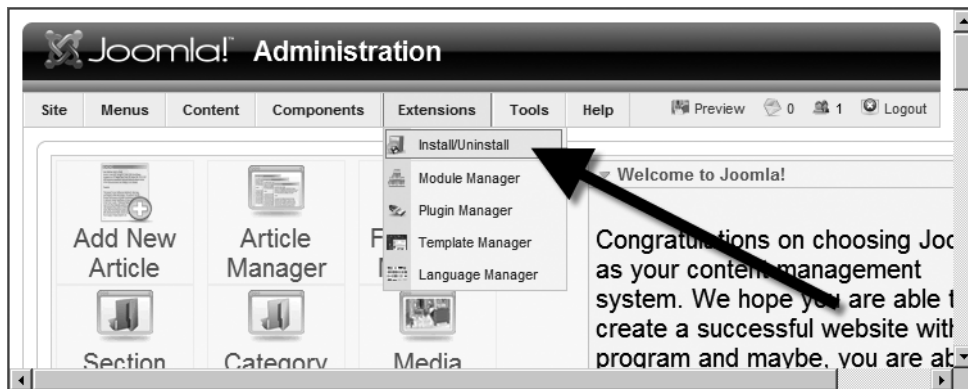 Joomla!™ Administration
Site Menus Content Components Extensions Tools Help Preview 0 1 Logout
Install/Uninstall
Module Manager
Plugin Manager
Template Manager
Language Manager
Add New
Article
Article
Manager
F
Section
Category
Media
Welcome to Joomla!
Congratulations on choosing Joo
as your content management
system. We hope you are able t
create a successful website with
program and maybe, you are ab